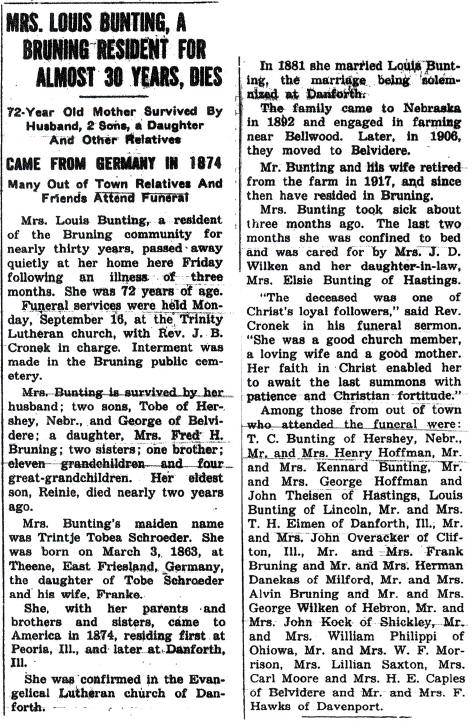 MRS. LOUIS BUNTING, A
BRUNING RESIDENT FOR
ALMOST 30 YEARS, DIES
72-Year Old Mother Survived By
Husband, 2 Sons, a Daughter
And Other Relatives
CAME FROM GERMANY IN 1874
Many Out of Town Relatives And
Friends Attend Funeral
Mrs. Louis Bunting, a resident
of the Bruning community for
nearly thirty years, passed away
quietly at her home here Friday
following an illness of three
months. She was 72 years of age.
Funeral services were held Mon-
day, September 16, at the Trinity
Lutheran church, with Rev. J. B.
Cronek in charge. Interment was
made in the Bruning public cem-
etery.
Mrs. Bunting is survived by her
husband; two sons, Tobe of Her-
shey, Nebr., and George of Belvi-
dere; a daughter, Mrs. Fred H.
Bruning; two sisters; one brother;
eleven grandchildren and four
great-grandchildren. Her eldest
son, Reinie, died nearly two years
ago.
Mrs. Bunting's maiden name
was Trintje Tobea Schroeder. She
was born on March 3, 1863, at
Theene, East Friesland, Germany,
the daughter of Tobe Schroeder
and his wife, Franke.
She, with her parents and
brothers and sisters, came to
America in 1874, residing first at
Peoria, Ill., and later at Danforth,
Ill.
She was confirmed in the Evan-
gelical Lutheran church of Dan-
forth.
In 1881 she married Louis Bunt-
ing, the marriage being solem-
nized at Danforth.
The family came to Nebraska
in 1892 and engaged in farming
near Bellwood. Later, in 1906,
they moved to Belvidere.
Mr. Bunting and his wife retired
from the farm in 1917, and since
then have resided in Bruning.
Mrs. Bunting took sick about
three months ago. The last two
months she was confined to bed
and was cared for by Mrs. J. D.
Wilken and her daughter-in-law,
Mrs. Elsie Bunting of Hastings.
"The deceased was one of
Christ's loyal followers," said Rev.
Cronek in his funeral sermon.
"She was a good church member,
a loving wife and a good mother.
Her faith in Christ enabled her
to await the last summons with
patience and Christian fortitude."
Among those from out of town
who attended the funeral were:
T. C. Bunting of Hershey, Nebr.,
Mr. and Mrs. Henry Hoffman, Mr.
and Mrs. Kennard Bunting, Mr.
and Mrs. George Hoffman and
John Theisen of Hastings, Louis
Bunting of Lincoln, Mr. and Mrs.
T. H. Eimen of Danforth, Ill., Mr.
and Mrs. John Overacker of Clif-
ton, Ill., Mr. and Mrs. Frank
Bruning and Mr. and Mrs. Herman
Danekas of Milford, Mr. and Mrs.
Alvin Bruning and Mr. and Mrs.
George Wilken of Hebron, Mr. and
Mrs. John Kock of Shickley, Mr.
and Mrs. William Philippi of
Ohiowa, Mr. and Mrs. W. F. Mor-
rison, Mrs. Lillian Saxton, Mrs.
Carl Moore and Mrs. H. E. Caples
of Belvidere and Mr. and Mrs. F.
Hawks of Davenport.